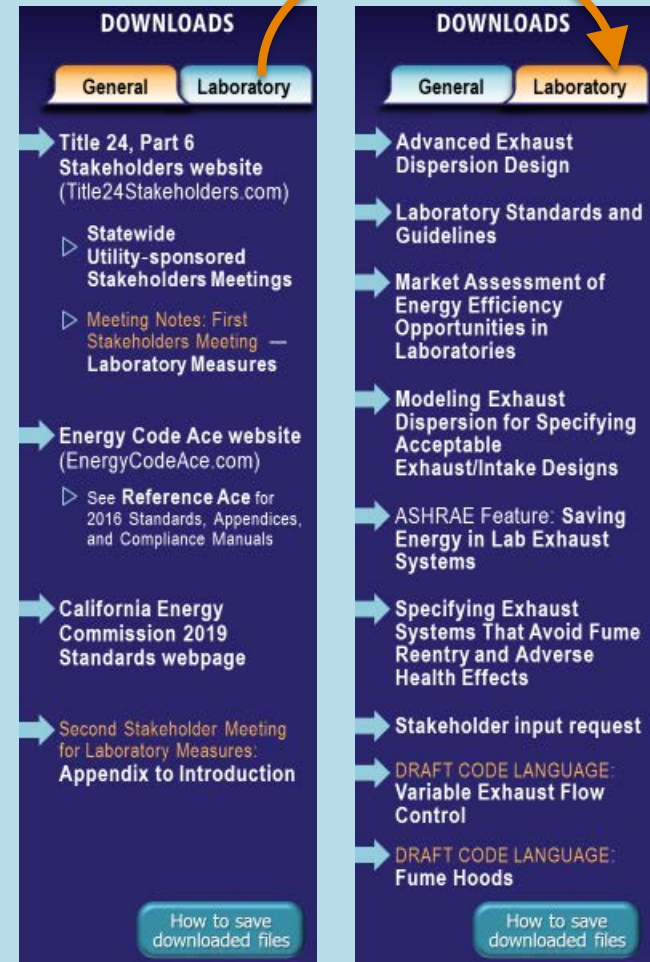 DOWNLOADS
General
Laboratory
Title 24, Part 6
Stakeholders website
(Title24Stakeholders.com)
Statewide
Utility-sponsored
Stakeholders Meetings
Meeting Notes: First
Stakeholders Meeting —
Laboratory Measures
Energy Code Ace website
(EnergyCodeAce.com)
See Reference Ace for
2016 Standards, Appendices,
and Compliance Manuals
California Energy
Commission 2019
Standards webpage
Second Stakeholder Meeting
for Laboratory Measures:
Appendix to Introduction
How to save
downloaded files
DOWNLOADS
General
Laboratory
Advanced Exhaust
Dispersion Design
Laboratory Standards and
Guidelines
Market Assessment of
Energy Efficiency
Opportunities in
Laboratories
Modeling Exhaust
Dispersion for Specifying
Acceptable
Exhaust/Intake Designs
ASHRAE Feature: Saving
Energy in Lab Exhaust
Systems
Specifying Exhaust
Systems That Avoid Fume
Reentry and Adverse
Health Effects
Stakeholder input request
DRAFT CODE LANGUAGE:
Variable Exhaust Flow
Control
DRAFT CODE LANGUAGE:
Fume Hoods
How to save
downloaded files